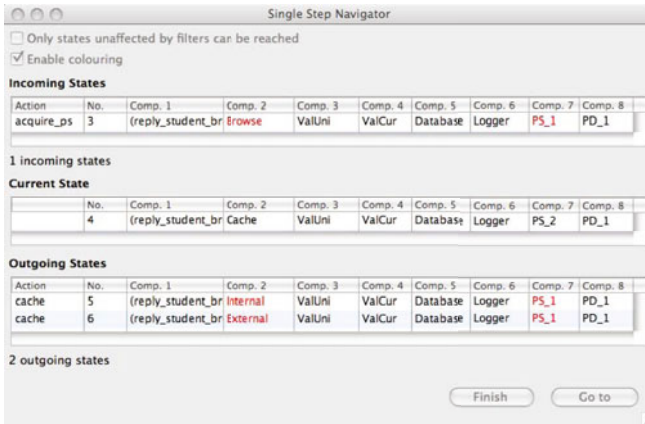 Single Step Navigator
Only states unaffected by filters can be reached
Enable colouring
Incoming States
Action No. Comp. 1 Comp. 2 Comp. 3 Comp. 4 Comp. 5 Comp. 6 Comp. 7 Comp. 8
acquire_ps 3 (reply_student_br Browse ValUni ValCur Database Logger PS_1 PD_1
1 incoming states
Current State
No. Comp. 1 Comp. 2 Comp. 3 Comp. 4 Comp. 5 Comp. 6 Comp. 7 Comp. 8
4 (reply_student_br Cache ValUni ValCur Database Logger PS_2 PD_1
Outgoing States
Action No. Comp. 1 Comp. 2 Comp. 3 Comp. 4 Comp. 5 Comp. 6 Comp. 7 Comp. 8
cache 5 (reply_student_br Internal ValUni ValCur Database Logger PS_1 PD_1
cache 6 (reply_student_br External ValUni ValCur Database Logger PS_1 PD_1
2 outgoing states
Finish Go to